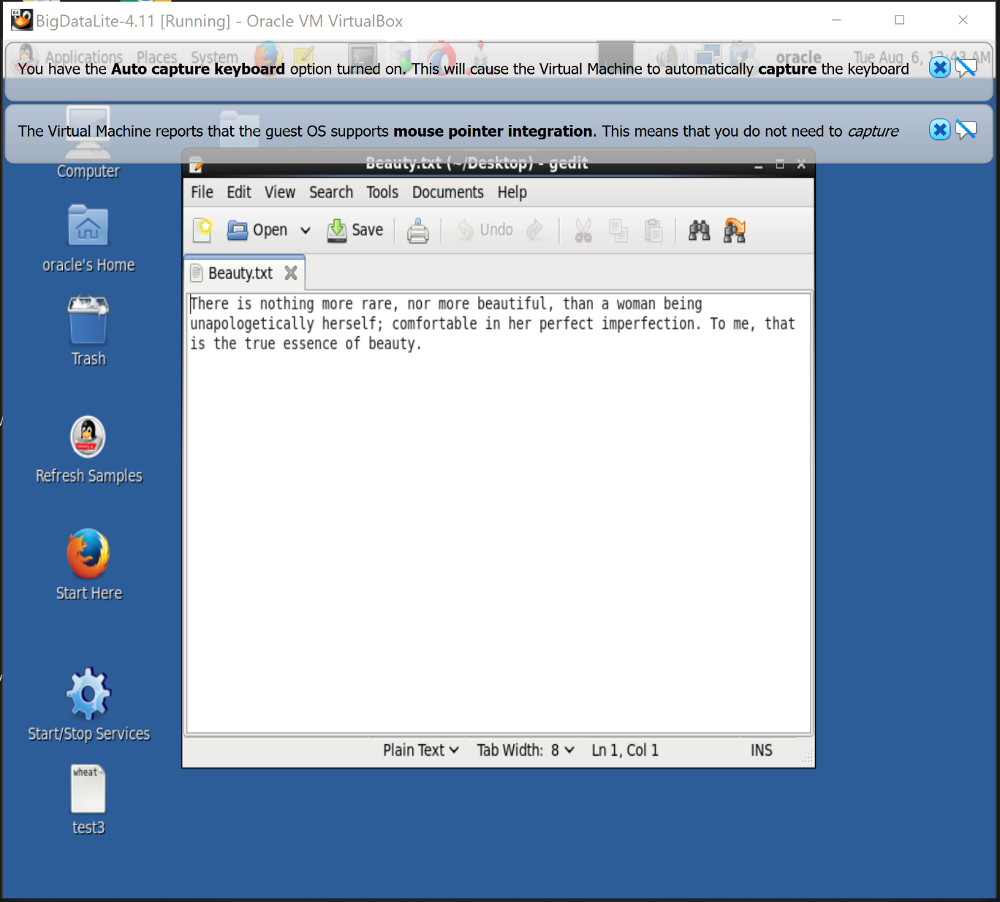 BigDataLite-4.11 [Running] - Oracle VM VirtualBox
Applications Places System oracle Tue Aug 6, 12:43 AM
You have the Auto capture keyboard option turned on. This will cause the Virtual Machine to automatically capture the keyboard
The Virtual Machine reports that the guest OS supports mouse pointer integration. This means that you do not need to capture
Computer
Beauty.txt (~/Desktop) - gedit
File Edit View Search Tools Documents Help
Open Save Undo
oracle's Home
Beauty.txt
There is nothing more rare, nor more beautiful, than a woman being
unapologetically herself; comfortable in her perfect imperfection. To me, that
is the true essence of beauty.
Trash
Refresh Samples
Start Here
Start/Stop Services
Plain Text Tab Width: 8 Ln 1, Col 1 INS
wheat
test3